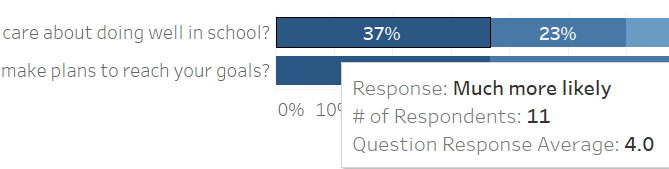 care about doing well in school?
37%
23%
make plans to reach your goals?
0%
Response: Much more likely
# of Respondents: 11
Question Response Average: 4.0